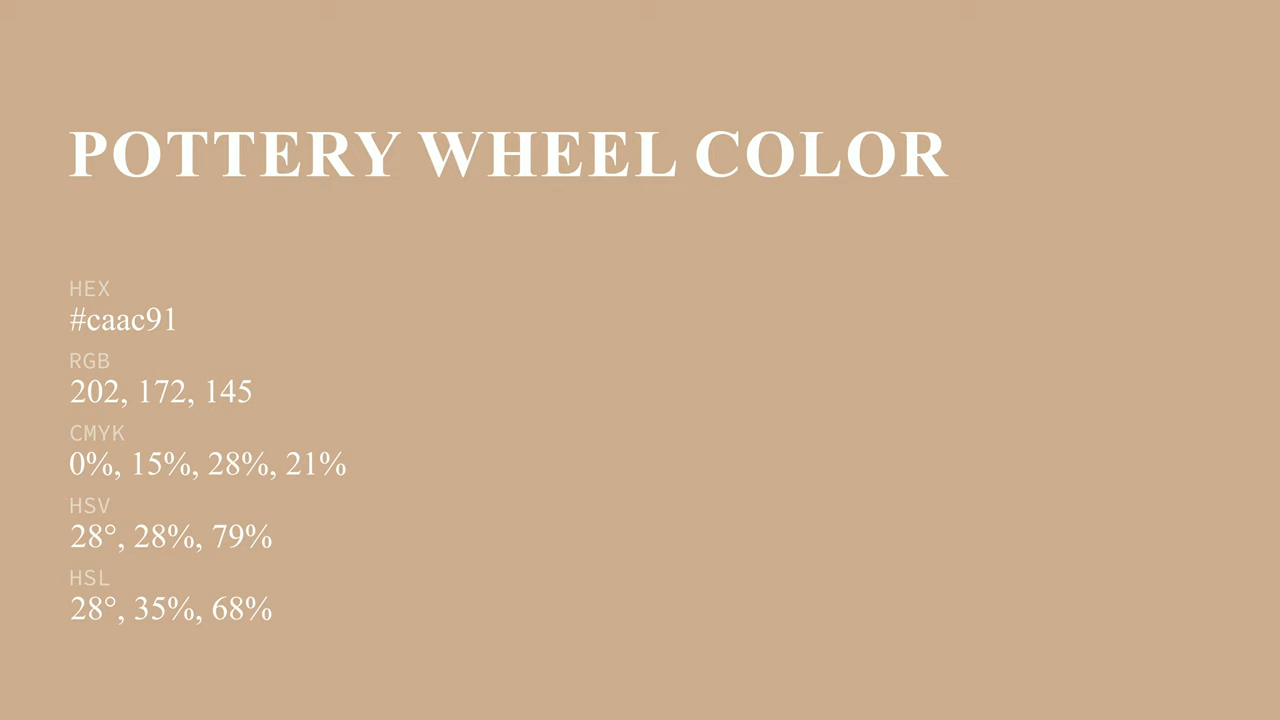 POTTERY WHEEL COLOR
HEX
#caac91
RGB
202, 172, 145
CMYK
0%, 15%, 28%, 21%
HSV
28°, 28%, 79%
HSL
28°, 35%, 68%